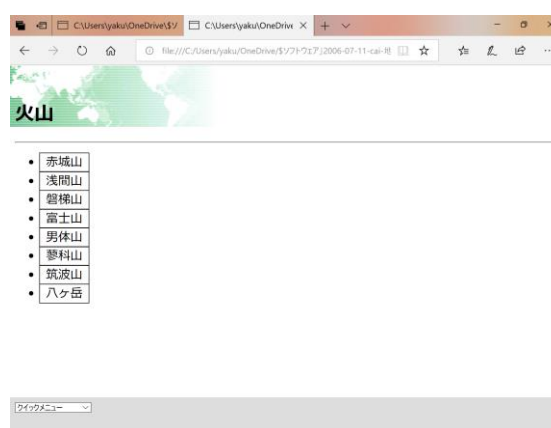 C:\Users\yaku\OneDrive\$ソ
C:\Users\yaku\OneDrive
file:///C:/Users/yaku/OneDrive/$ソフトウェア/2006-07-11-cai-地
火山
赤城山
浅間山
磐梯山
富士山
男体山
蓼科山
筑波山
八ヶ岳
クイックメニュー